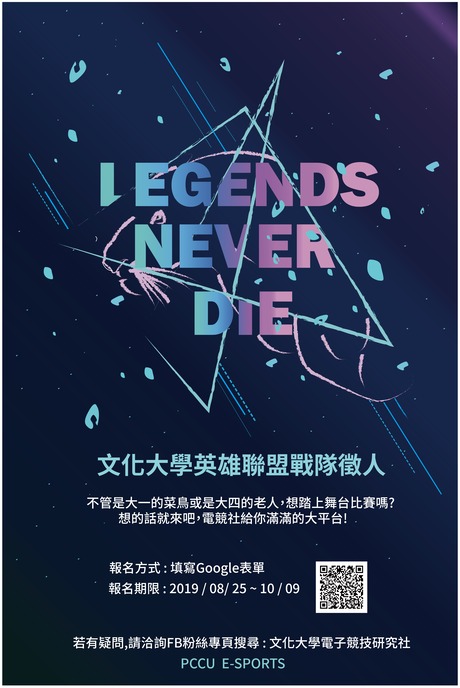 LEGENDS
NEVER
DiE
文化大學英雄聯盟戰隊徵人
不管是大一的菜鳥或是大四的老人,想踏上舞台比賽嗎?
想的話就來吧,電競社給你滿滿的大平台!
報名方式 : 填寫Google表單
報名期限 : 2019 / 08/ 25 ~ 10 / 09
若有疑問,請洽詢FB粉絲專頁搜尋 : 文化大學電子競技研究社
PCCU E-SPORTS